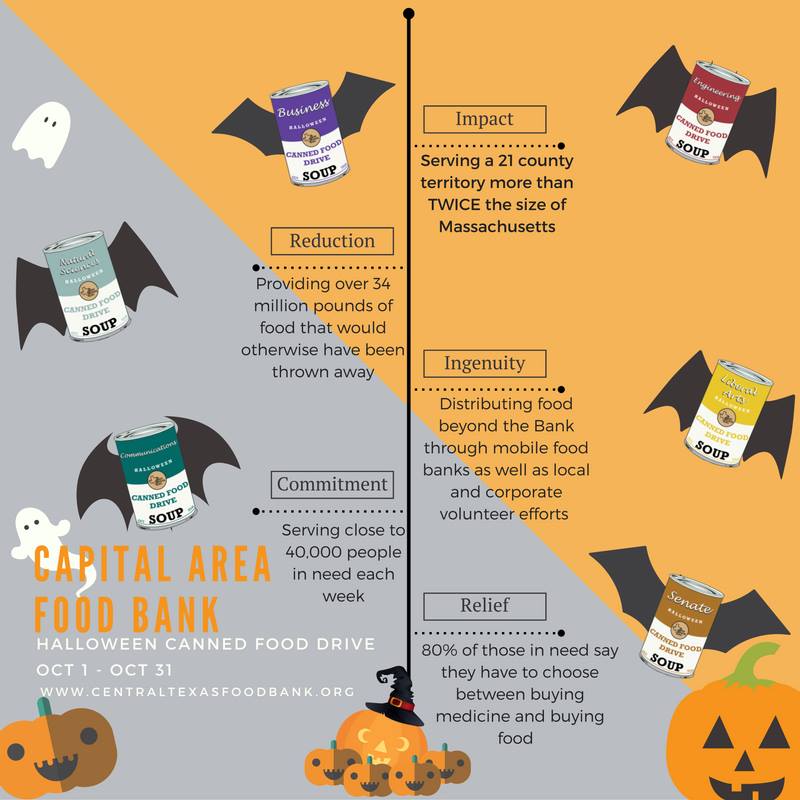 Business
HALLOWEEN
CANNED FOOD
DRIVE
SOUP
Engineering
HALLOWEEN
CANNED FOOD
DRIVE
SOUP
Impact
Serving a 21 county
territory more than
TWICE the size of
Massachusetts
Natural
Sciences
HALLOWEEN
CANNED FOOD
DRIVE
SOUP
Reduction
Providing over 34
million pounds of
food that would
otherwise have been
thrown away
Ingenuity
Distributing food
beyond the Bank
through mobile food
banks as well as local
and corporate
volunteer efforts
Liberal
Arts
HALLOWEEN
CANNED FOOD
DRIVE
SOUP
Communications
HALLOWEEN
CANNED FOOD
DRIVE
SOUP
Commitment
Serving close to
40,000 people
in need each
week
Relief
80% of those in need say
they have to choose
between buying
medicine and buying
food
Senate
HALLOWEEN
CANNED FOOD
DRIVE
SOUP
CAPITAL AREA
FOOD BANK
HALLOWEEN CANNED FOOD DRIVE
OCT 1 - OCT 31
WWW.CENTRALTEXASFOODBANK.ORG